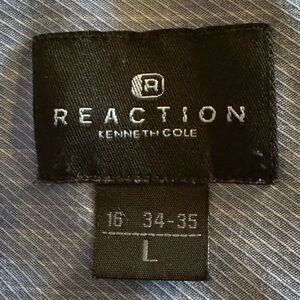 R
REACTION
KENNETH COLE
16 34-35
L